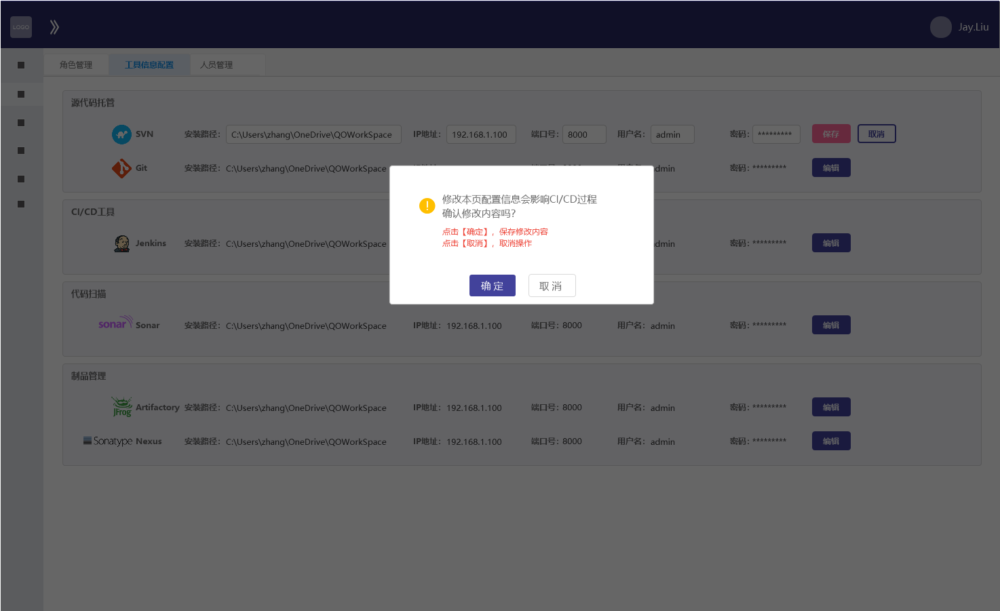 LOGO
Jay.Liu
角色管理 工具信息配置 人员管理
源代码托管
SVN 安装路径: C:\Users\zhang\OneDrive\QOWorkSpace IP地址: 192.168.1.100 端口号: 8000 用户名: admin 密码: ********* 保存 取消
Git 安装路径: C:\Users\zhang\OneDrive\QOWorkSpace admin 密码: ********* 编辑
修改本页配置信息会影响CI/CD过程
确认修改内容吗?
点击【确定】, 保存修改内容
点击【取消】, 取消操作
确定 取消
CI/CD工具
Jenkins 安装路径: C:\Users\zhang\OneDrive\QOWorkSpace dmin 密码: ********* 编辑
代码扫描
sonar Sonar 安装路径: C:\Users\zhang\OneDrive\QOWorkSpace IP地址: 192.168.1.100 端口号: 8000 用户名: admin 密码: ********* 编辑
制品管理
JFrog Artifactory 安装路径: C:\Users\zhang\OneDrive\QOWorkSpace IP地址: 192.168.1.100 端口号: 8000 用户名: admin 密码: ********* 编辑
Sonatype Nexus 安装路径: C:\Users\zhang\OneDrive\QOWorkSpace IP地址: 192.168.1.100 端口号: 8000 用户名: admin 密码: ********* 编辑